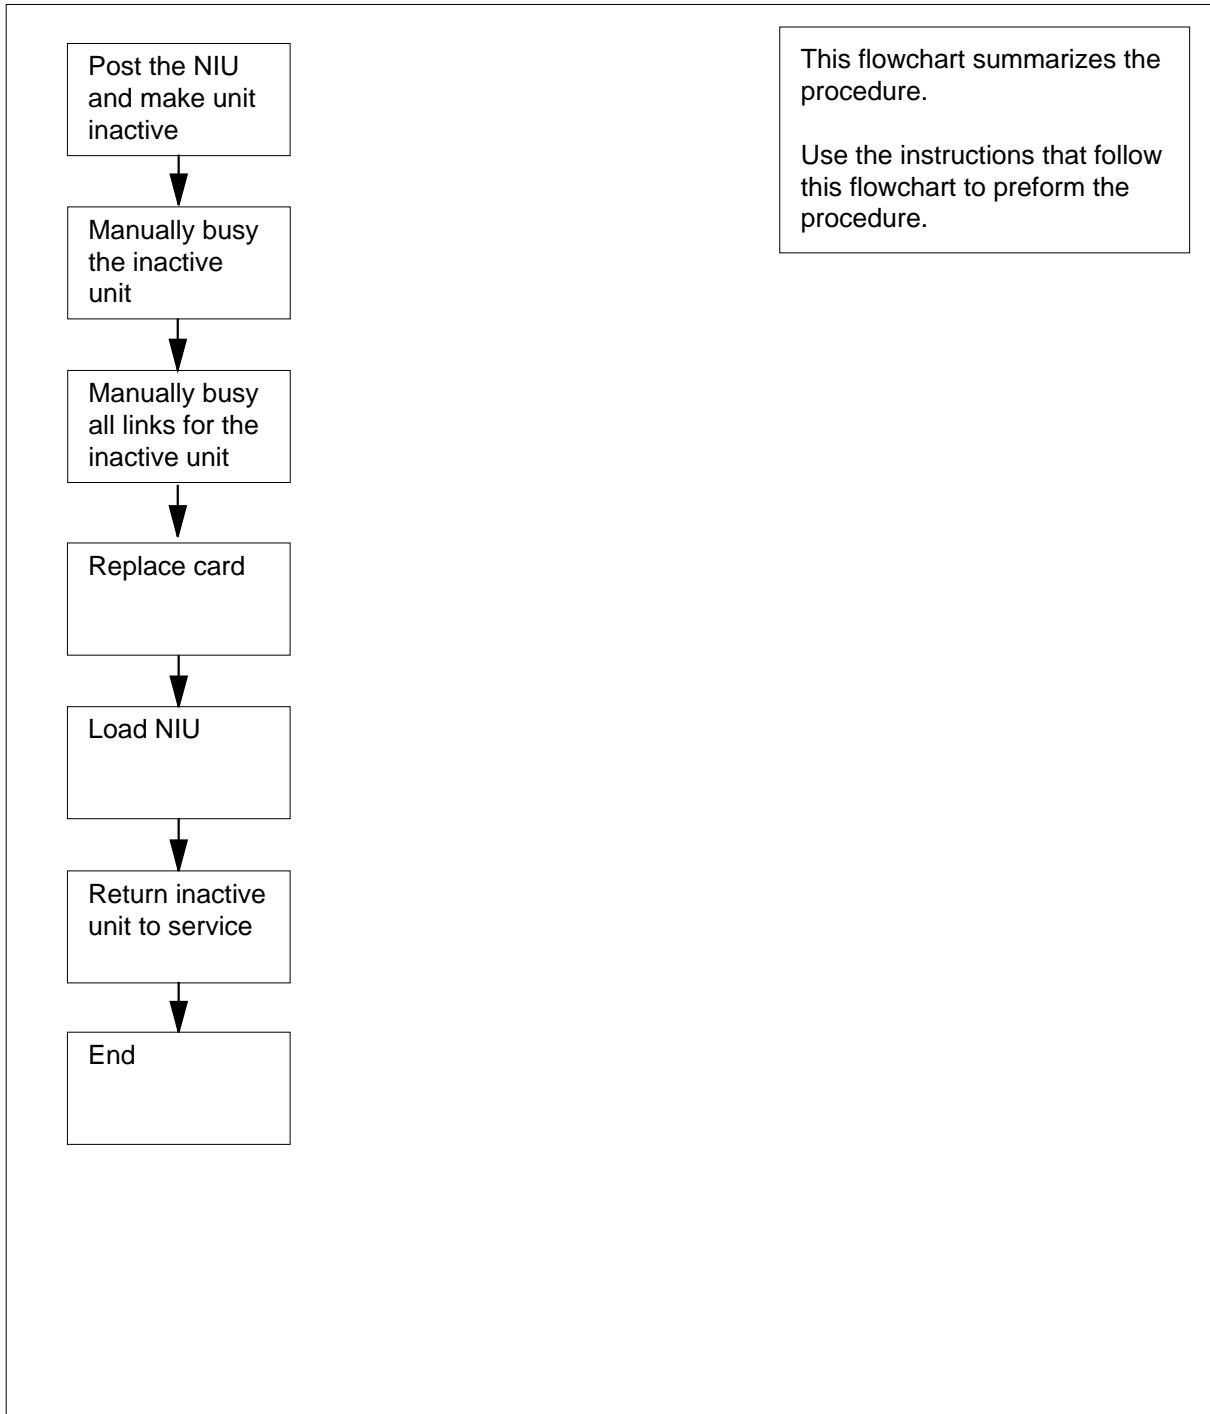 Post the NIU
and make unit
inactive
Manually busy
the inactive
unit
Manually busy
all links for the
inactive unit
Replace card
Load NIU
Return inactive
unit to service
End
This flowchart summarizes the
procedure.
Use the instructions that follow
this flowchart to preform the
procedure.